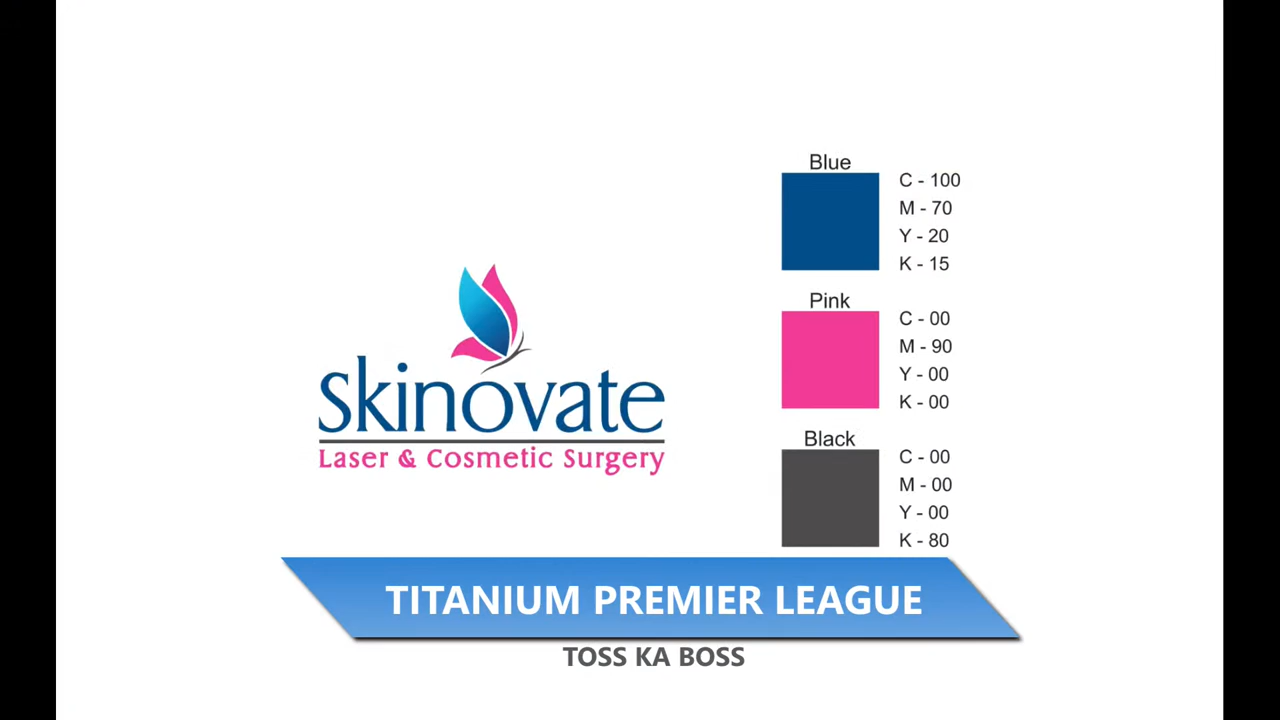 Skinovate
Laser & Cosmetic Surgery
Blue
C - 100
M - 70
Y - 20
K - 15
Pink
C - 00
M - 90
Y - 00
K - 00
Black
C - 00
M - 00
Y - 00
K - 80
TITANIUM PREMIER LEAGUE
TOSS KA BOSS